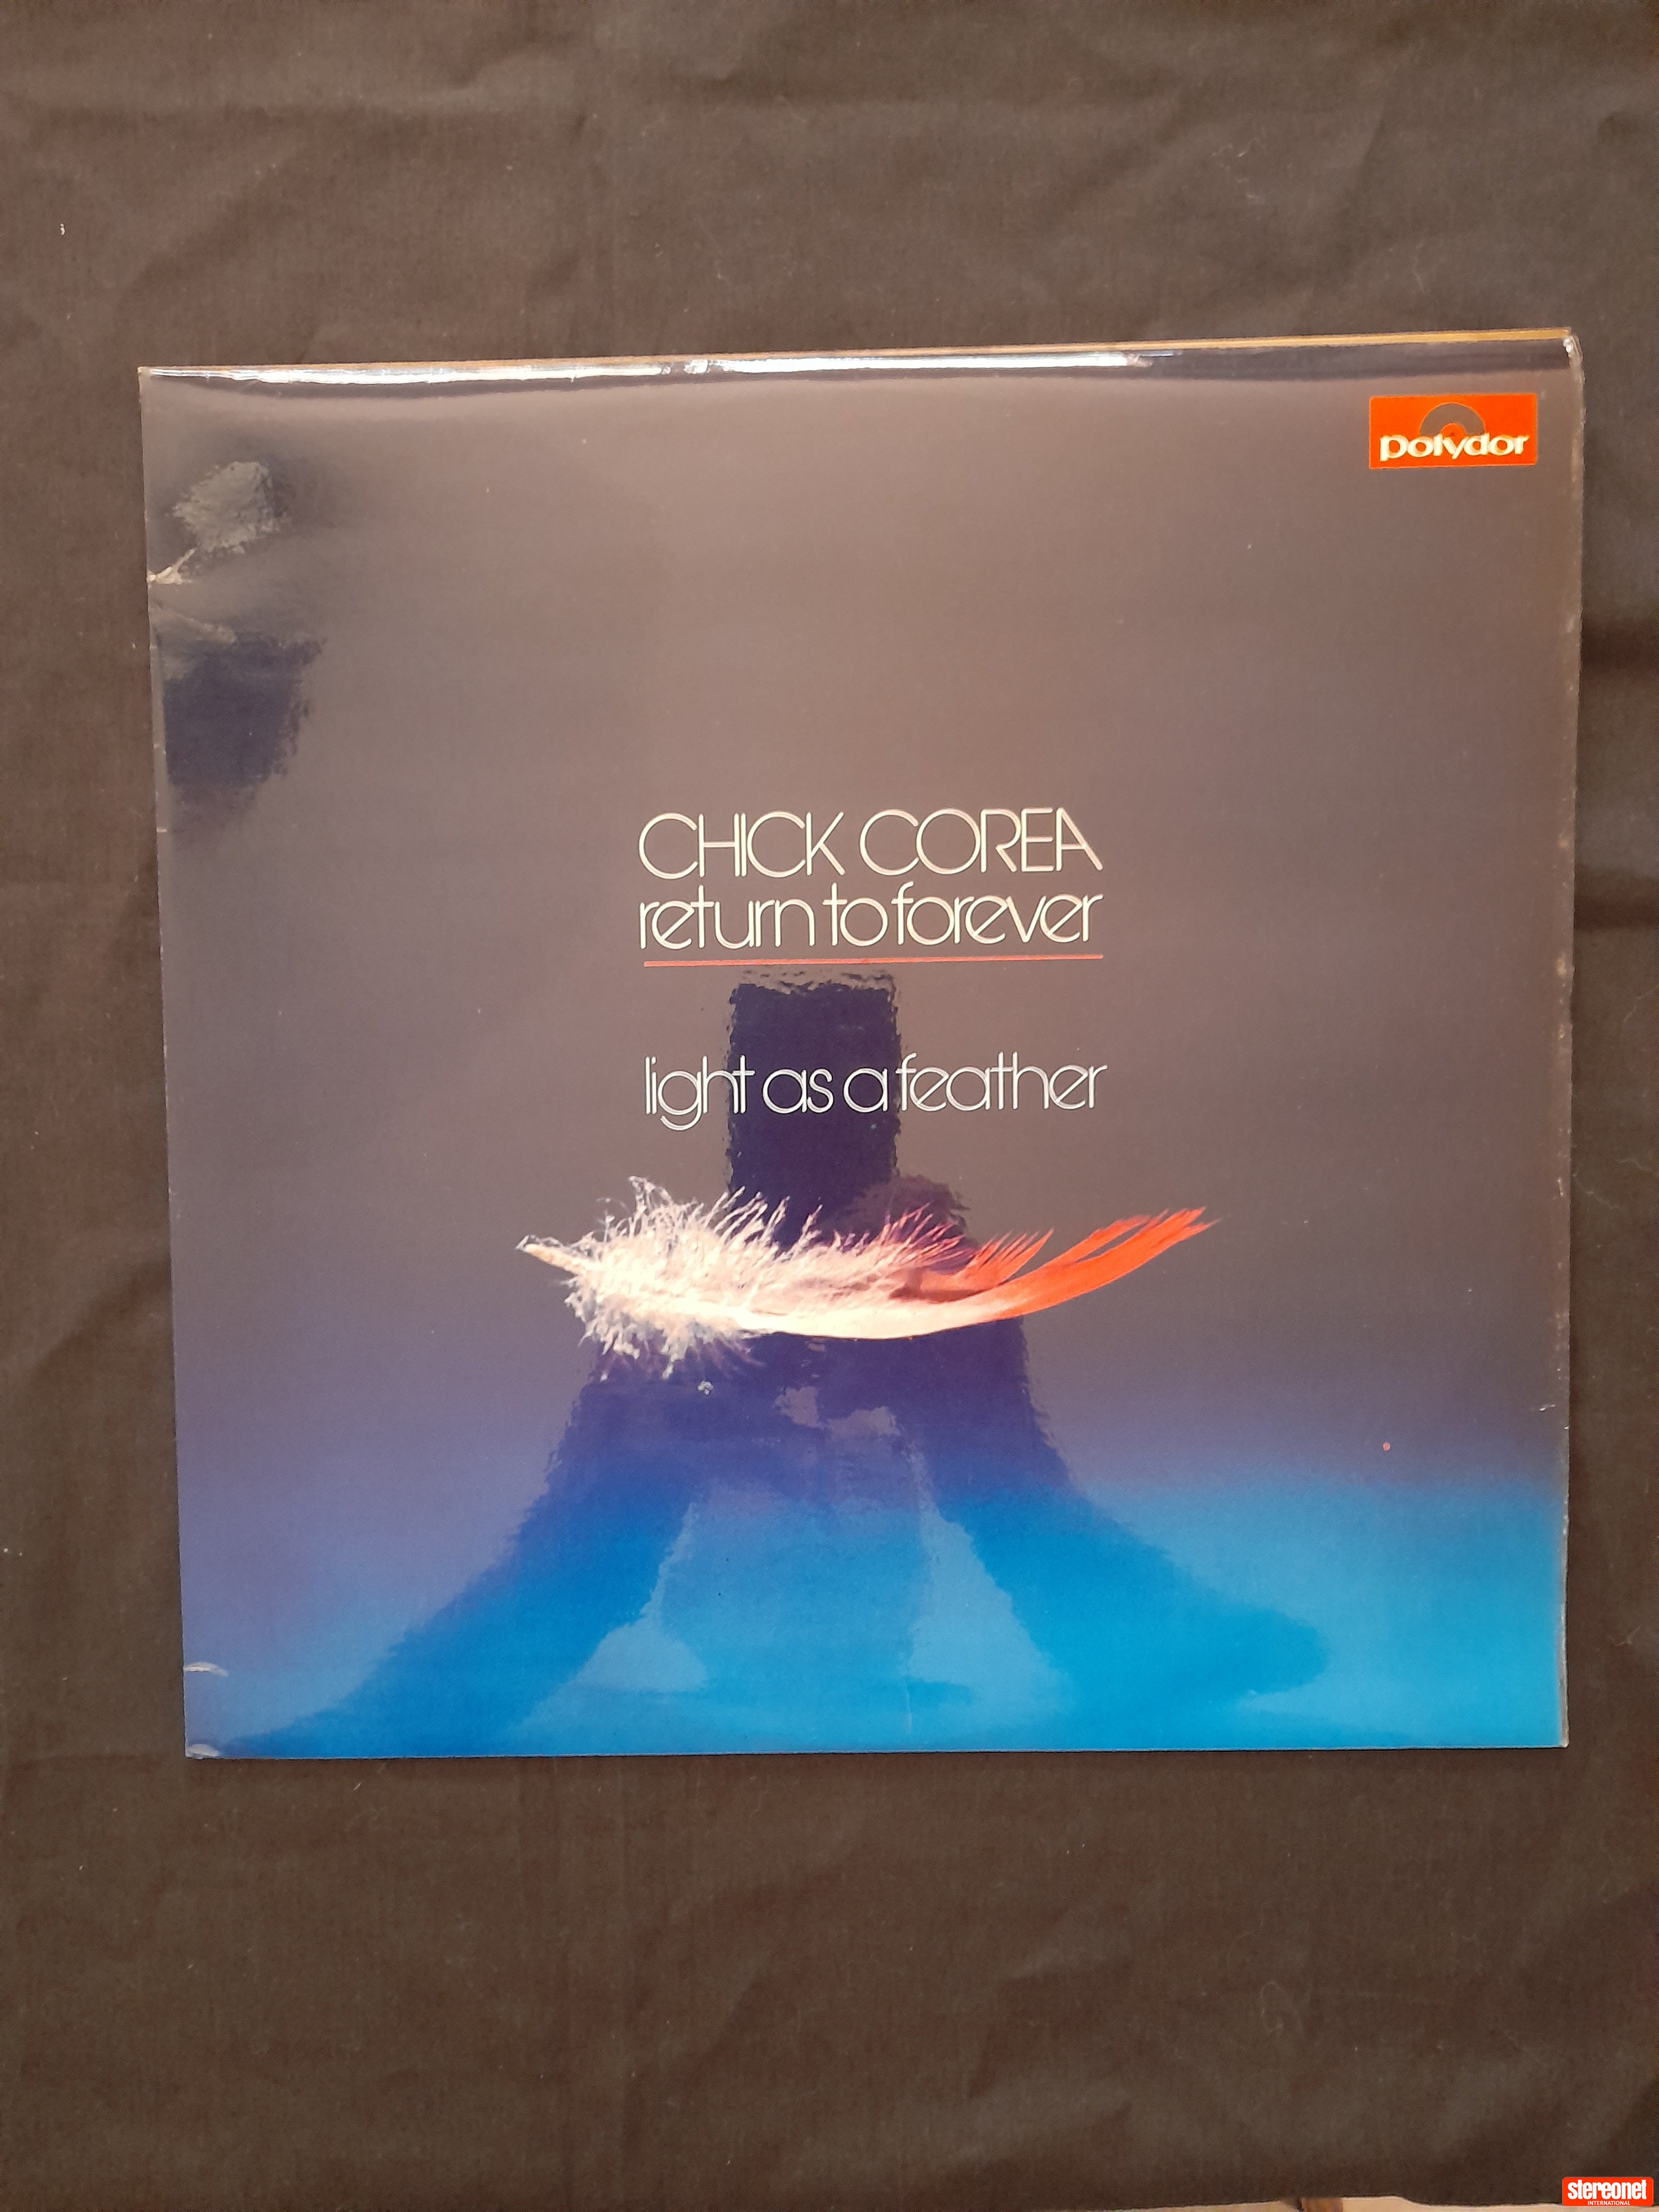 polydor
CHICK COREA
return to forever
light as a feather
stereonet
INTERNATIONAL